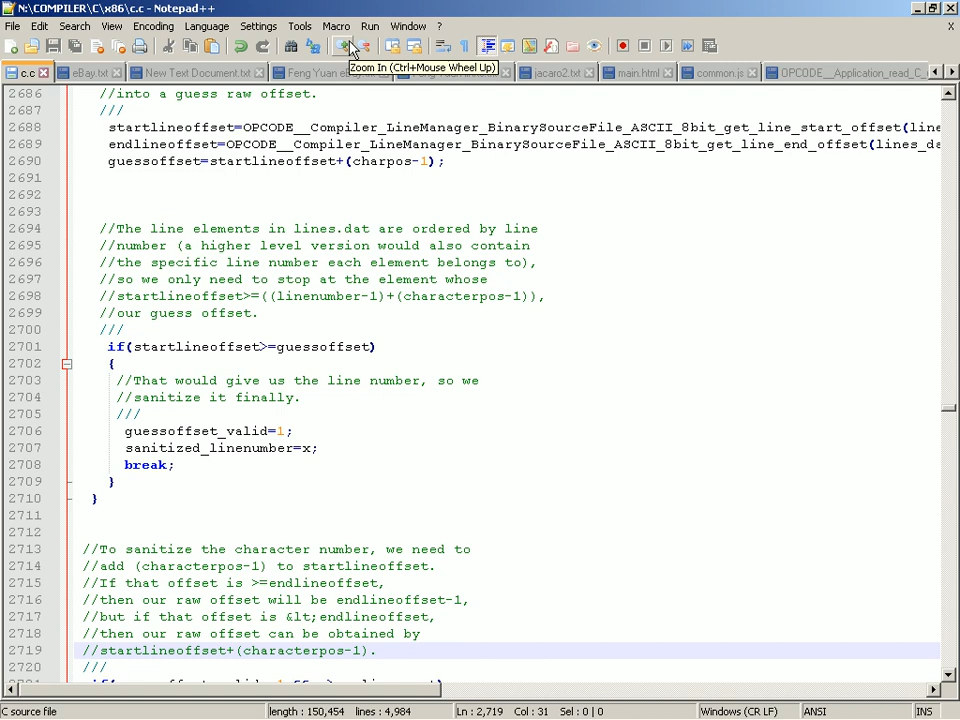 N:\COMPILER\C\x86\c.c - Notepad++
File Edit Search View Encoding Language Settings Tools Macro Run Window ?
X
Zoom In (Ctrl+Mouse Wheel Up)
c.c eBay.txt New Text Document.txt Feng Yuan eB jacaro2.txt main.html common.js OPCODE__Application_read_C_
2686 //into a guess raw offset.
2687 ///
2688 startlineoffset=OPCODE__Compiler_LineManager_BinarySourceFile_ASCII_8bit_get_line_start_offset(line
2689 endlineoffset=OPCODE__Compiler_LineManager_BinarySourceFile_ASCII_8bit_get_line_end_offset(lines_da
2690 guessoffset=startlineoffset+(charpos-1);
2691
2692
2693
2694 //The line elements in lines.dat are ordered by line
2695 //number (a higher level version would also contain
2696 //the specific line number each element belongs to),
2697 //so we only need to stop at the element whose
2698 //startlineoffset>=((linenumber-1)+(characterpos-1)),
2699 //our guess offset.
2700 ///
2701 if(startlineoffset>=guessoffset)
2702 {
2703 //That would give us the line number, so we
2704 //sanitize it finally.
2705 ///
2706 guessoffset_valid=1;
2707 sanitized_linenumber=x;
2708 break;
2709 }
2710 }
2711
2712
2713 //To sanitize the character number, we need to
2714 //add (characterpos-1) to startlineoffset.
2715 //If that offset is >=endlineoffset,
2716 //then our raw offset will be endlineoffset-1,
2717 //but if that offset is &lt;endlineoffset,
2718 //then our raw offset can be obtained by
2719 //startlineoffset+(characterpos-1).
2720 ///
C source file length : 150,454 lines : 4,984 Ln : 2,719 Col : 31 Sel : 0 | 0 Windows (CR LF) ANSI INS